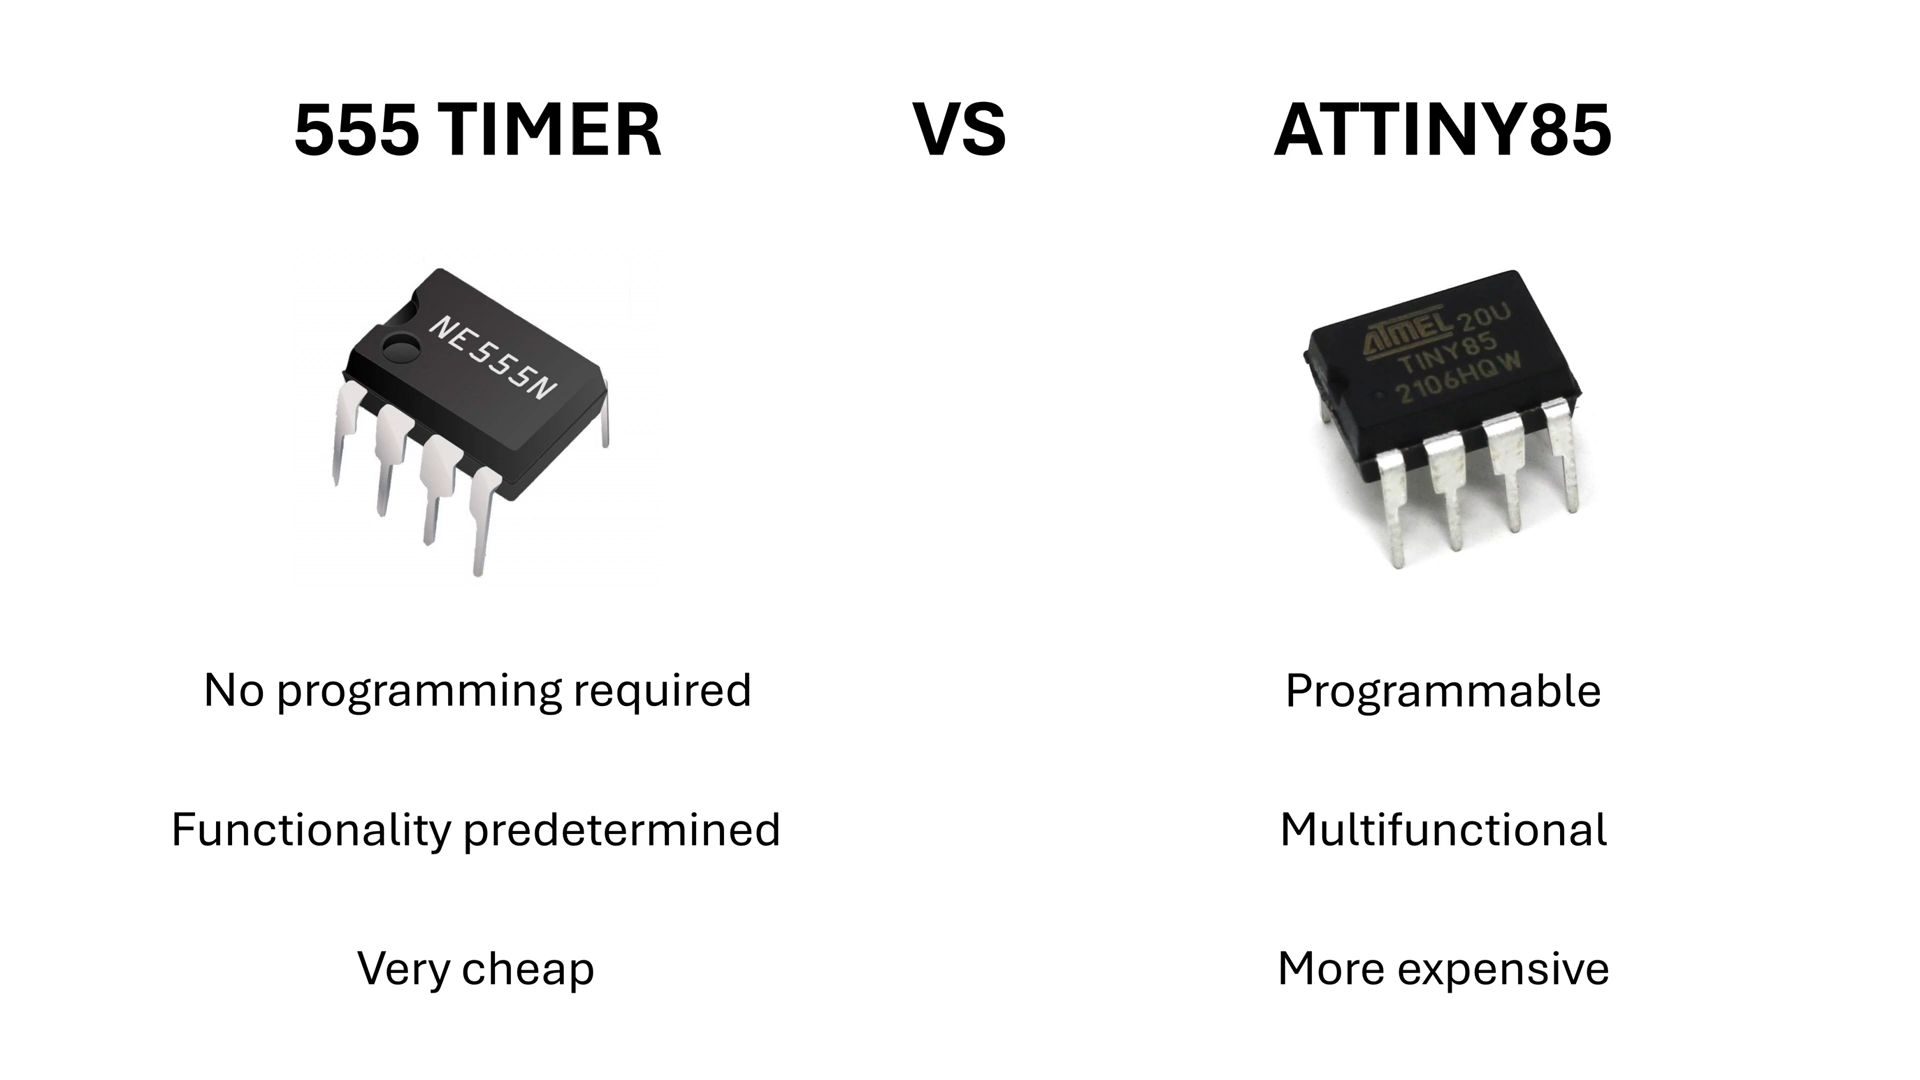 555 TIMER
VS
ATTINY85
NE555N
ATMEL 20U
TINY85
2106HQW
No programming required
Programmable
Functionality predetermined
Multifunctional
Very cheap
More expensive